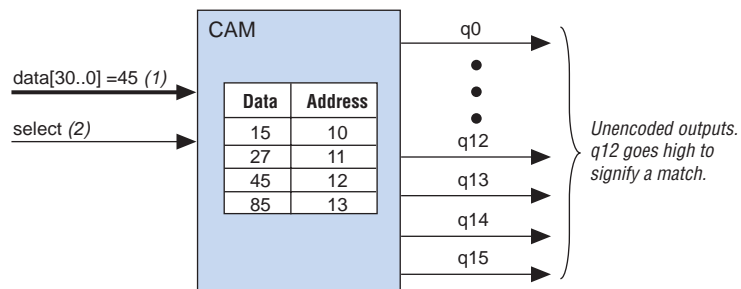 CAM
q0
data[30..0] =45 (1)
select (2)
Data Address
15 10
27 11
45 12
85 13
q12
q13
q14
q15
Unencoded outputs.
q12 goes high to
signify a match.